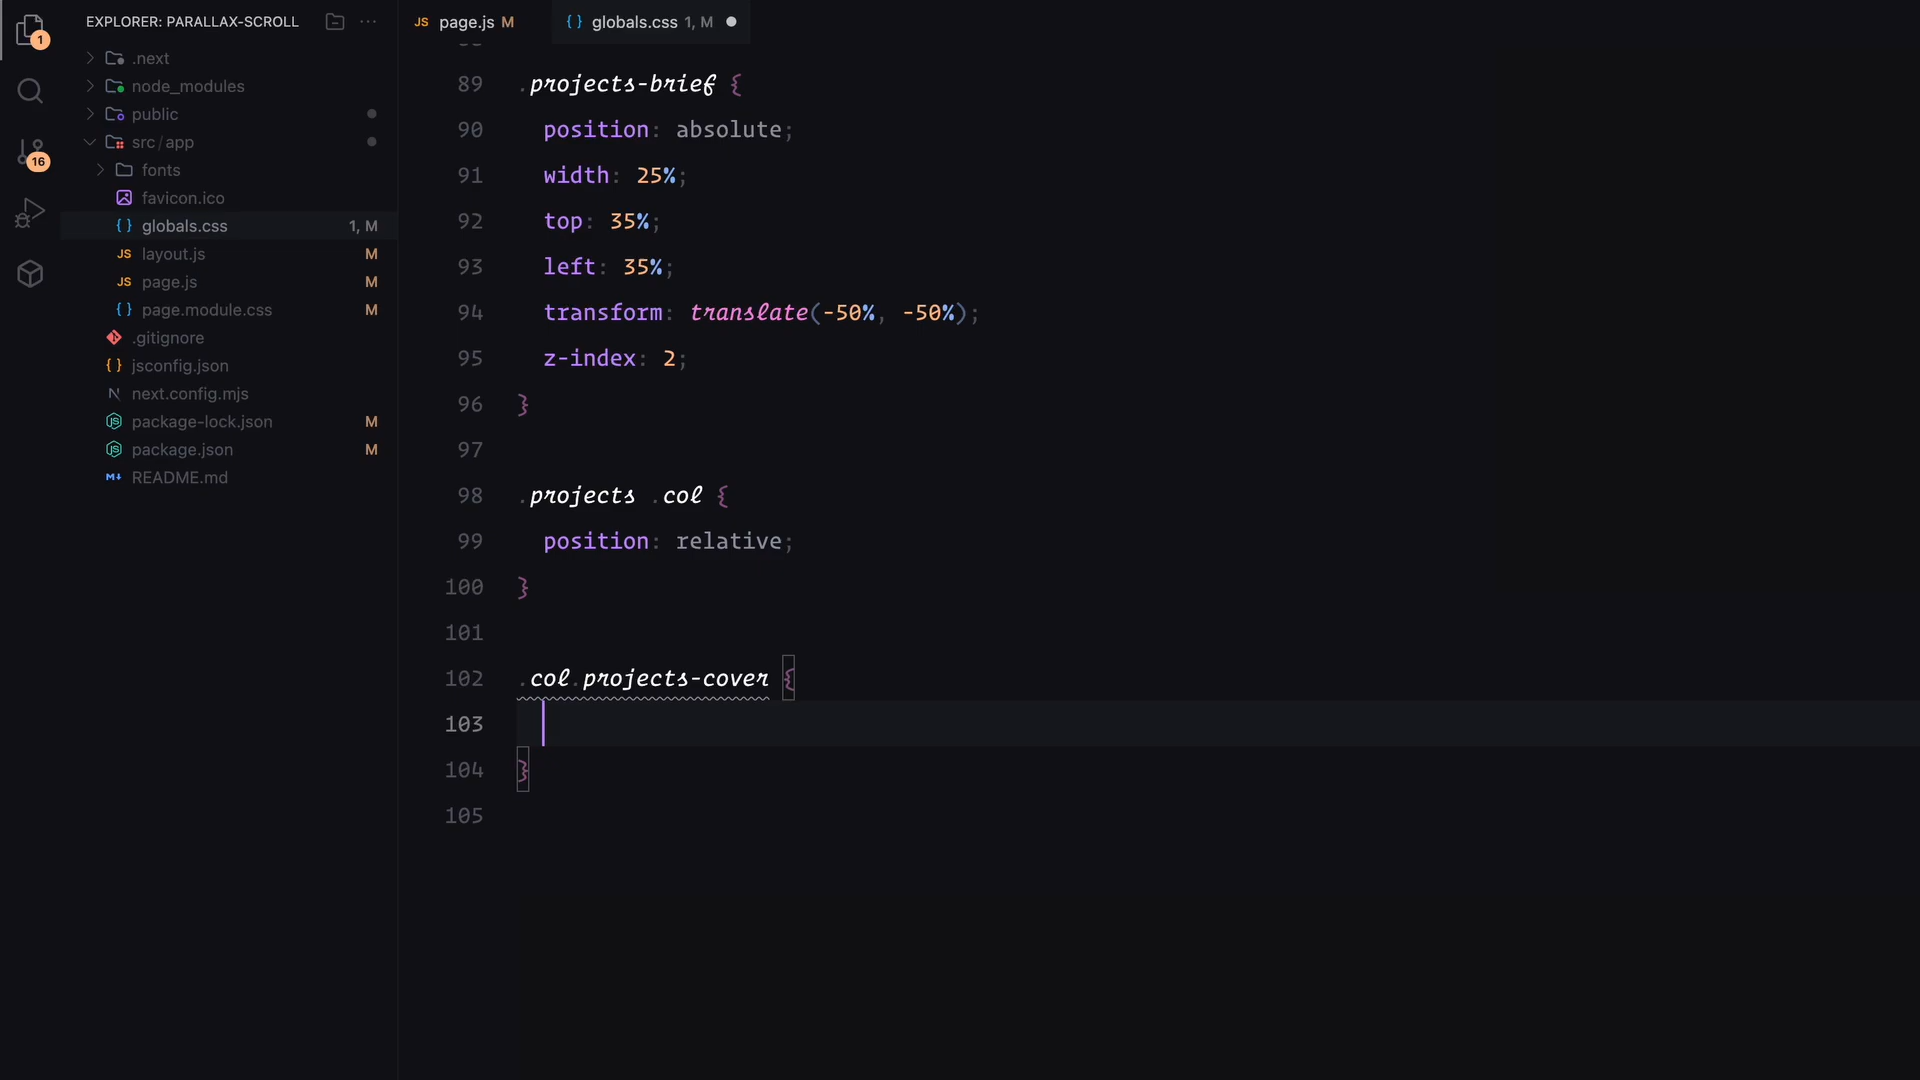 EXPLORER: PARALLAX-SCROLL
1
16
.next
node_modules
public
src/app
fonts
favicon.ico
globals.css 1, M
layout.js M
page.js M
page.module.css M
.gitignore
jsconfig.json
next.config.mjs
package-lock.json M
package.json M
README.md
JS page.js M
{ } globals.css 1, M
89 .projects-brief {
90 position: absolute;
91 width: 25%;
92 top: 35%;
93 left: 35%;
94 transform: translate(-50%, -50%);
95 z-index: 2;
96 }
97
98 .projects .col {
99 position: relative;
100 }
101
102 .col.projects-cover {
103
104 }
105